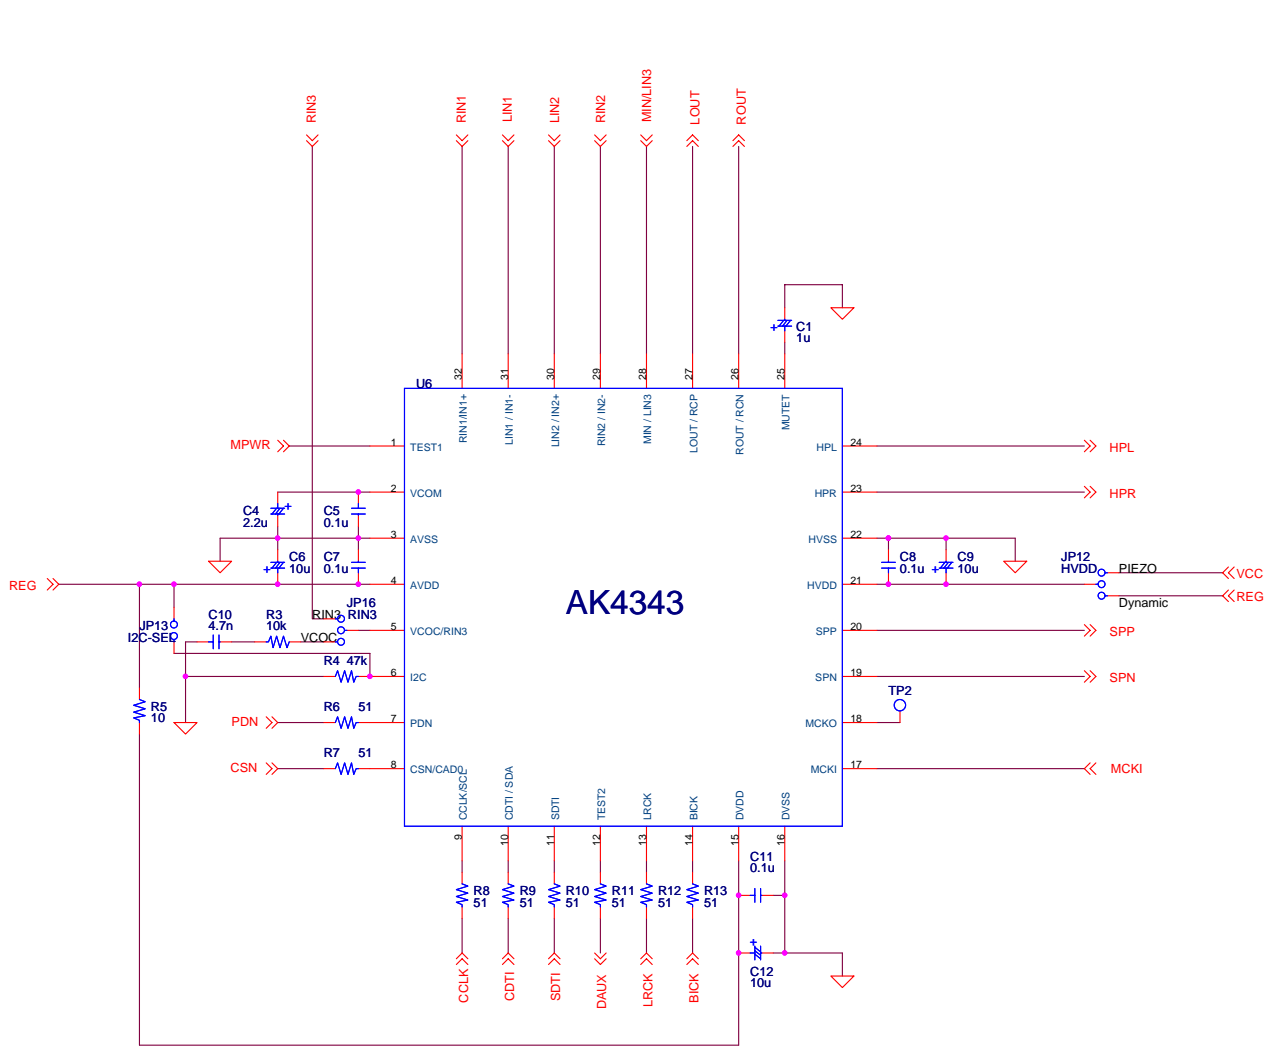 RIN3
RIN1
LIN1
LIN2
RIN2
MIN/LIN3
LOUT
ROUT
C1
1u
U6
32
31
30
29
28
27
26
25
RIN1/IN1+
LIN1 / IN1-
LIN2 / IN2+
RIN2 / IN2-
MIN / LIN3
LOUT / RCP
ROUT / RCN
MUTET
MPWR
1
TEST1
HPL
24
HPL
2
VCOM
HPR
23
HPR
C4
2.2u
C5
0.1u
3
AVSS
HVSS
22
C6
10u
C7
0.1u
C8
0.1u
C9
10u
JP12
HVDD
PIEZO
VCC
REG
4
AVDD
HVDD
21
Dynamic
REG
AK4343
JP13
I2C-SEL
C10
4.7n
R3
10k
RIN3
JP16
RIN3
VCOC
5
VCOC/RIN3
SPP
20
SPP
R4 47k
6
I2C
SPN
19
SPN
TP2
R5
10
PDN
R6 51
7
PDN
MCKO
18
CSN
R7 51
8
CSN/CAD0
MCKI
17
MCKI
CCLK/SCL
CDTI / SDA
SDTI
TEST2
LRCK
BICK
DVDD
DVSS
9
10
11
12
13
14
15
16
C11
0.1u
R8
51
R9
51
R10
51
R11
51
R12
51
R13
51
C12
10u
CCLK
CDTI
SDTI
DAUX
LRCK
BICK